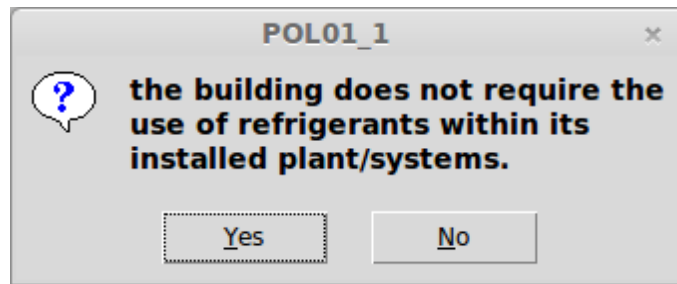 POL01_1
the building does not require the
use of refrigerants within its
installed plant/systems.
Yes No